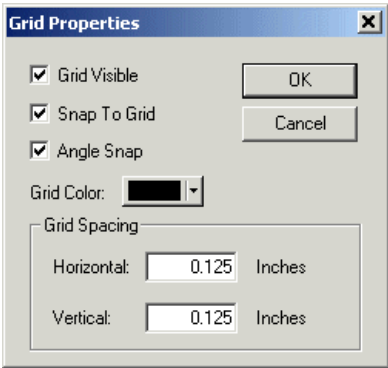 Grid Properties
Grid Visible
OK
Snap To Grid
Cancel
Angle Snap
Grid Color:
Grid Spacing
Horizontal: 0.125 Inches
Vertical: 0.125 Inches